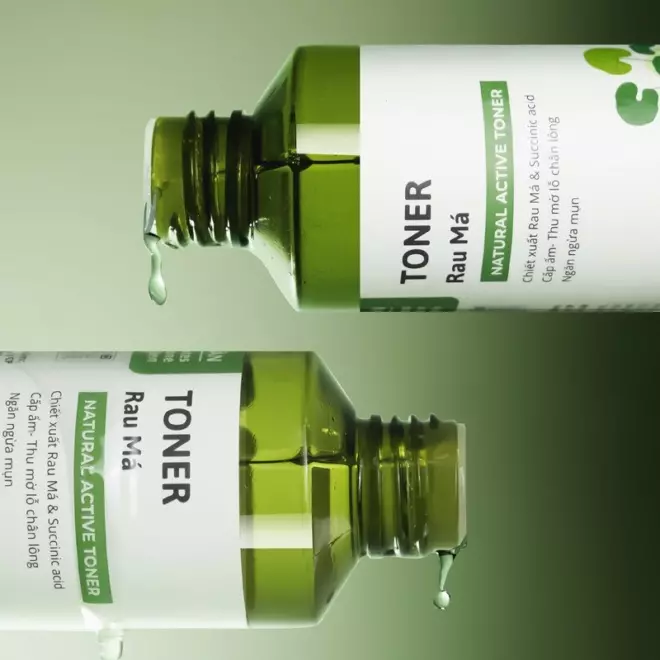 TONER
Rau Má
NATURAL ACTIVE TONER
Chiết xuất Rau Má & Succinic acid
Cấp ẩm- Thu mờ lỗ chân lông
Ngăn ngừa mụn
TONER
Rau Má
NATURAL ACTIVE TONER
Chiết xuất Rau Má & Succinic acid
Cấp ẩm- Thu mờ lỗ chân lông
Ngăn ngừa mụn